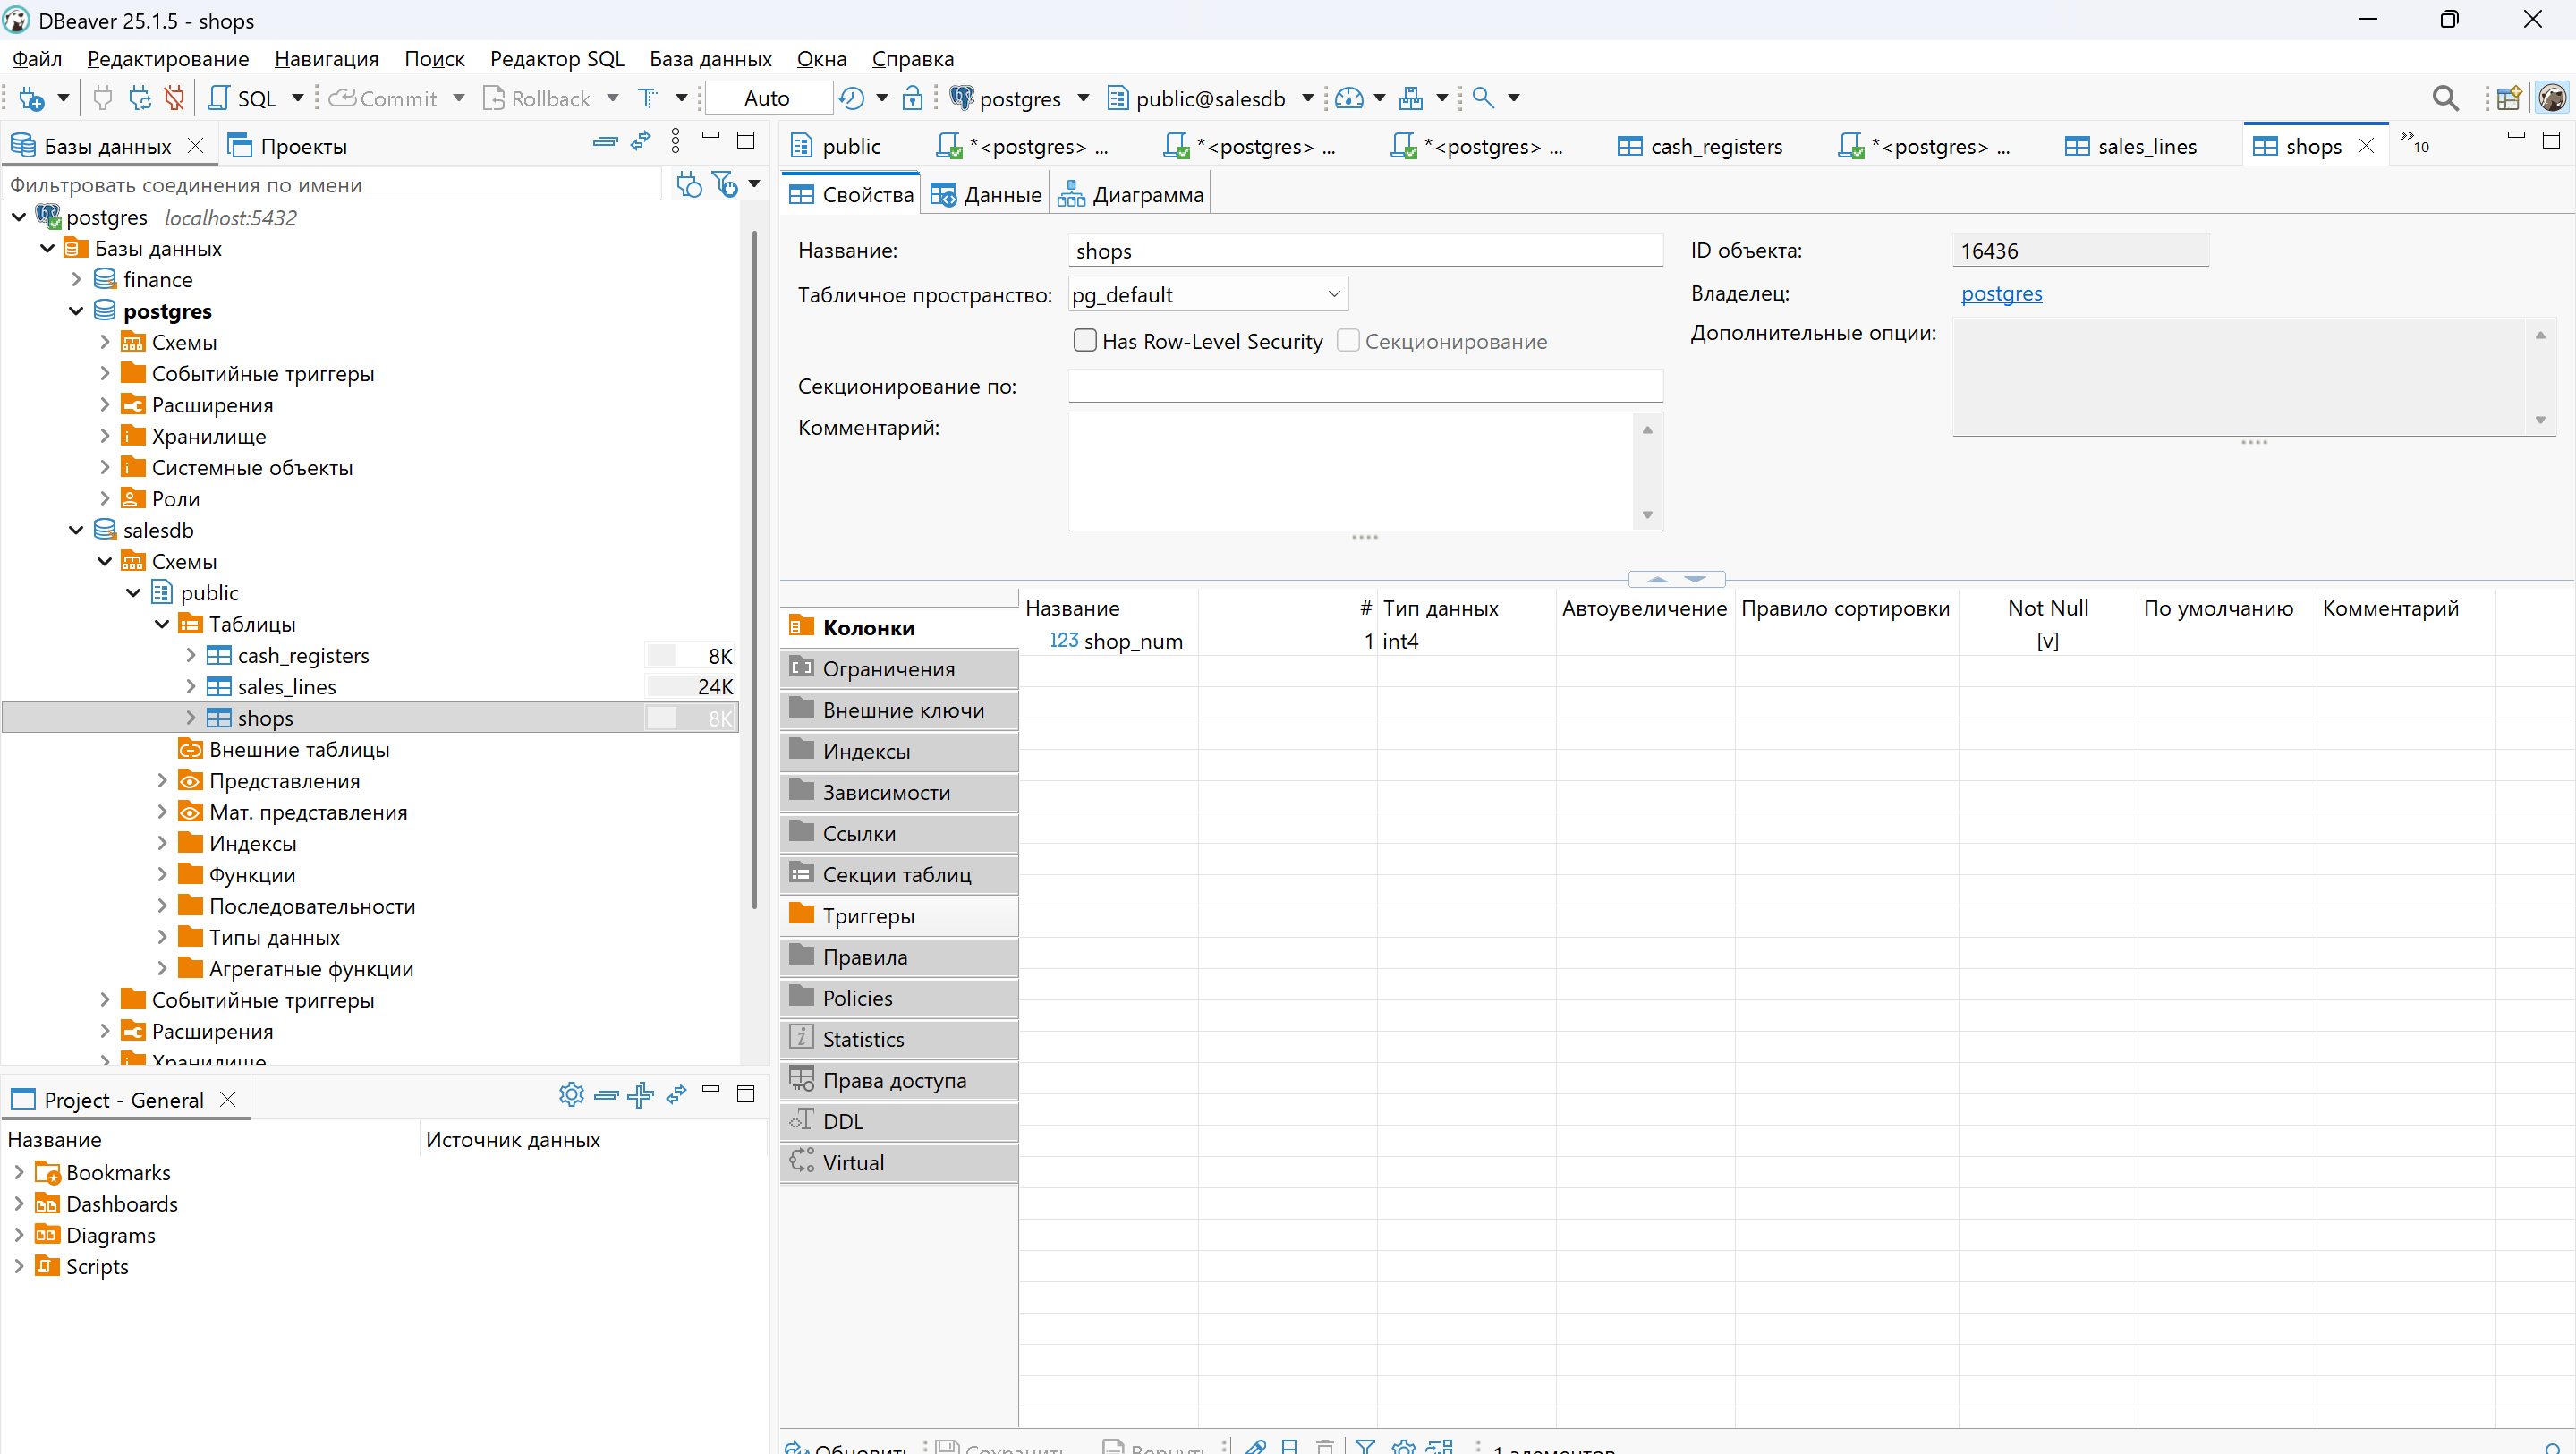 DBeaver 25.1.5 - shops
Файл Редактирование Навигация Поиск Редактор SQL База данных Окна Справка
SQL Commit Rollback Auto postgres public@salesdb
Базы данных Проекты
Фильтровать соединения по имени
postgres localhost:5432
Базы данных
finance
postgres
Схемы
Событийные триггеры
Расширения
Хранилище
Системные объекты
Роли
salesdb
Схемы
public
Таблицы
cash_registers 8K
sales_lines 24K
shops 8K
Внешние таблицы
Представления
Мат. представления
Индексы
Функции
Последовательности
Типы данных
Агрегатные функции
Событийные триггеры
Расширения
Хранилище
Project - General
Название Источник данных
Bookmarks
Dashboards
Diagrams
Scripts
public *<postgres> ... *<postgres> ... *<postgres> ... cash_registers *<postgres> ... sales_lines shops »10
Свойства Данные Диаграмма
Название: shops
Табличное пространство: pg_default
Has Row-Level Security Секционирование
Секционирование по:
Комментарий:
ID объекта: 16436
Владелец: postgres
Дополнительные опции:
Колонки
Ограничения
Внешние ключи
Индексы
Зависимости
Ссылки
Секции таблиц
Триггеры
Правила
Policies
Statistics
Права доступа
DDL
Virtual
Название # Тип данных Автоувеличение Правило сортировки Not Null По умолчанию Комментарий
123 shop_num 1 int4 [v]
Обновить Сохранить Вернуть 1 элементов